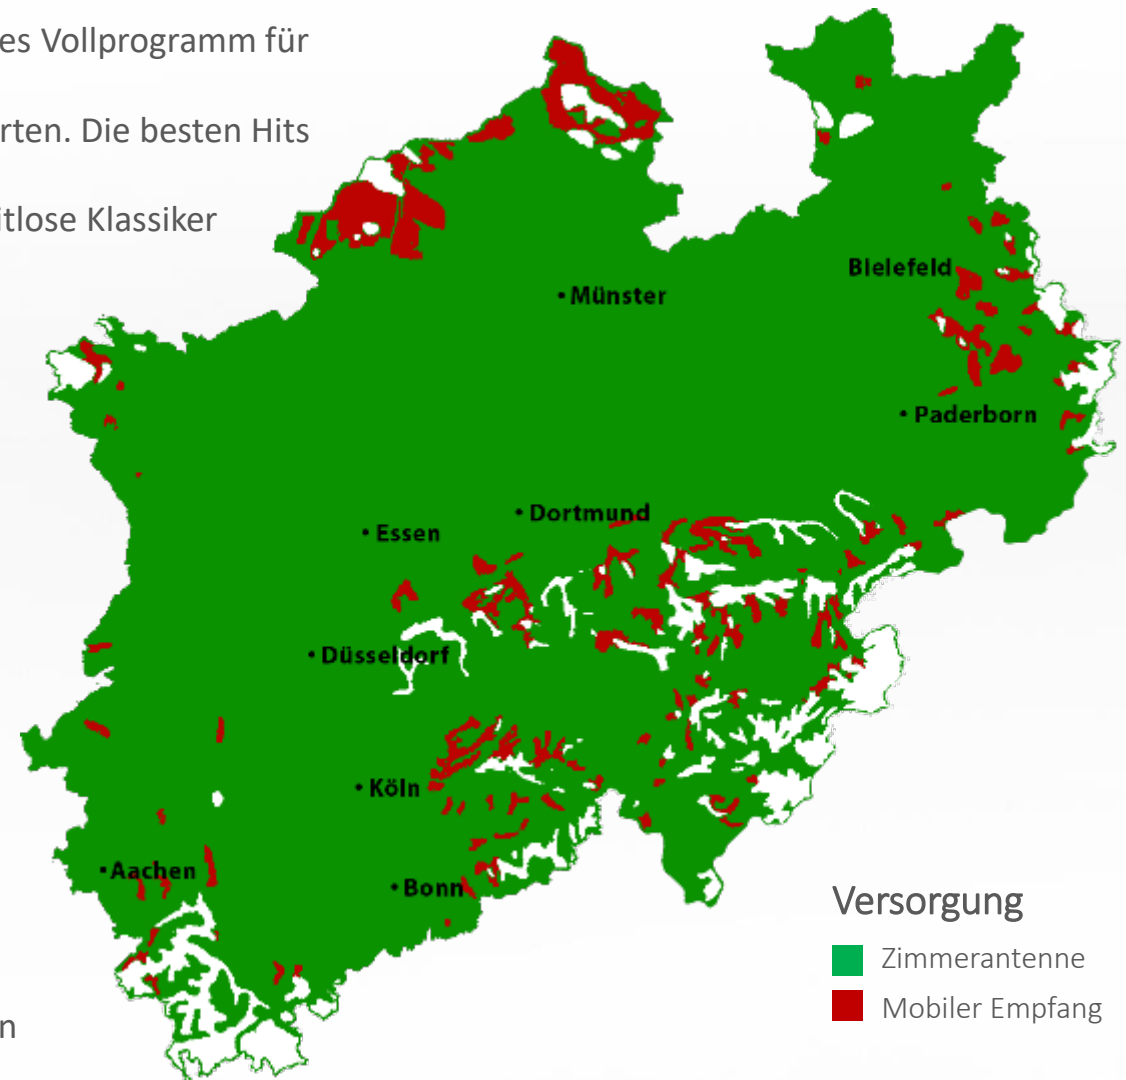 es Vollprogramm für
rten. Die besten Hits
itlose Klassiker
Bielefeld
Münster
Paderborn
Dortmund
Essen
Düsseldorf
Köln
Aachen
Bonn
Versorgung
Zimmerantenne
Mobiler Empfang
n